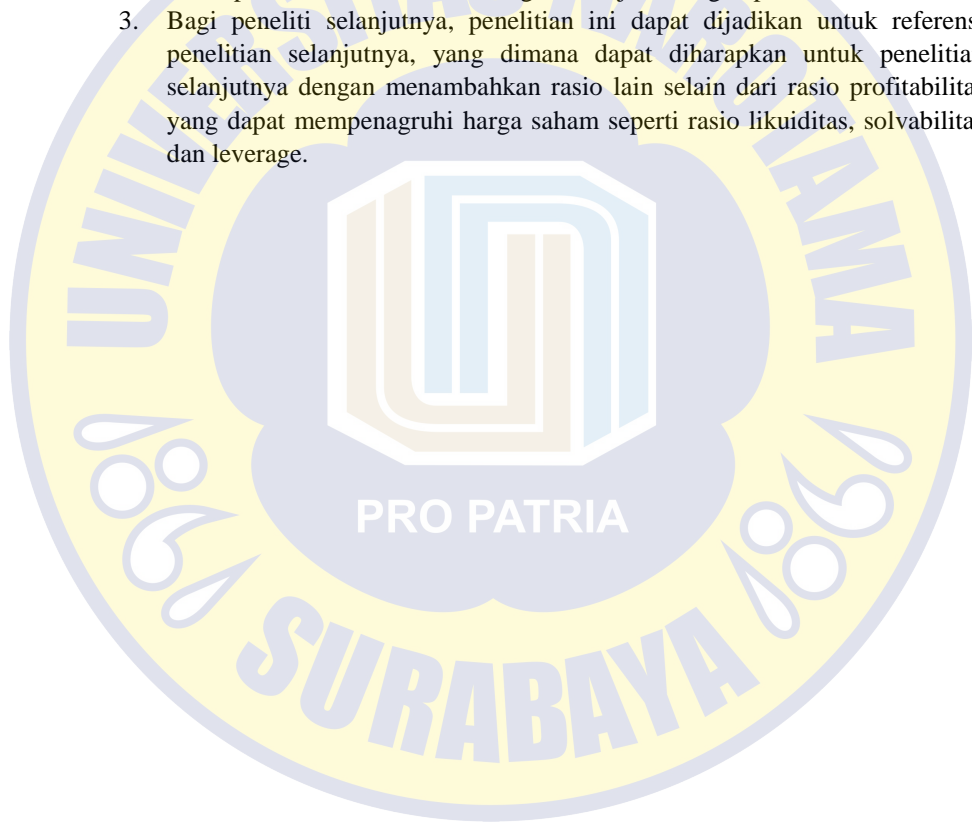 3. Bagi peneliti selanjutnya, penelitian ini dapat dijadikan untuk referens
penelitian selanjutnya, yang dimana dapat diharapkan untuk penelitia
selanjutnya dengan menambahkan rasio lain selain dari rasio profitabilita
yang dapat mempenagruhi harga saham seperti rasio likuiditas, solvabilita
dan leverage.
PRO PATRIA
SURABAYA